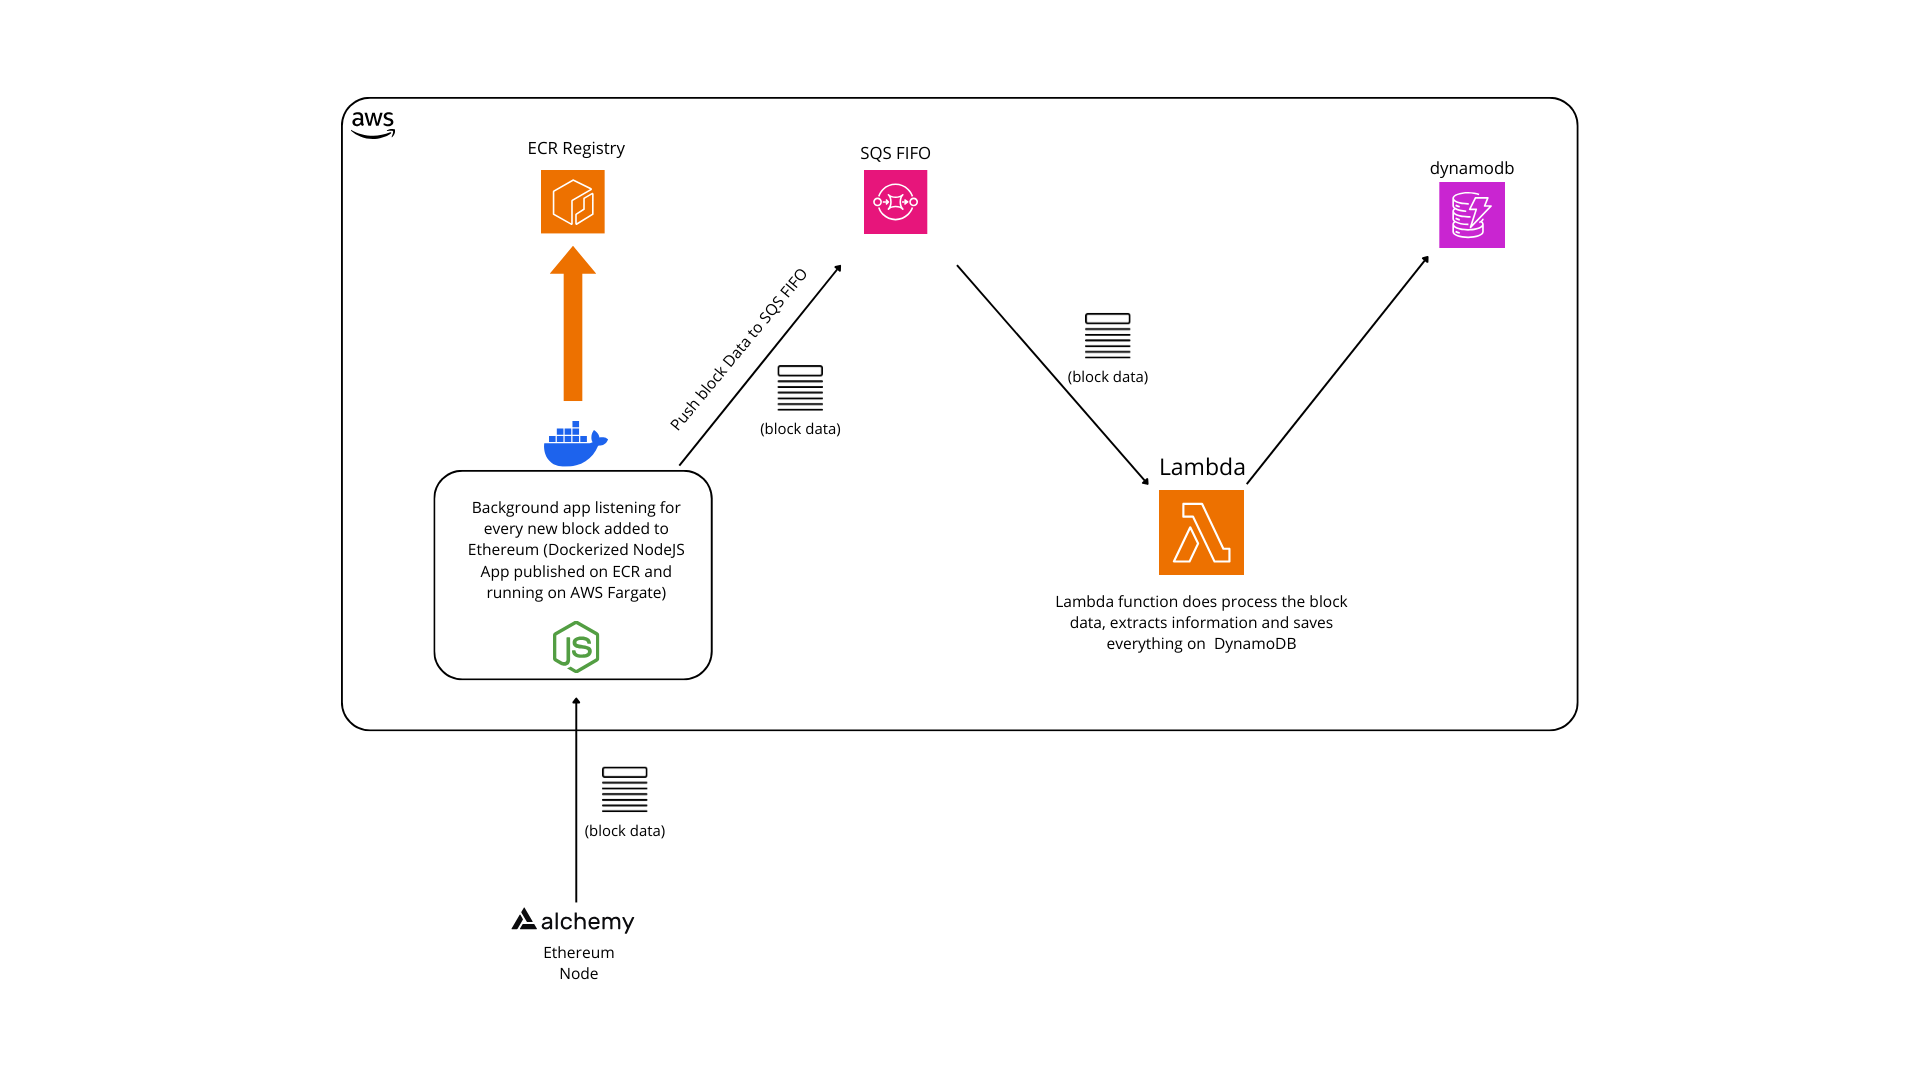 aws
ECR Registry
SQS FIFO
dynamodb
Push block Data to SQS FIFO
(block data)
(block data)
Lambda
Background app listening for
every new block added to
Ethereum (Dockerized NodeJS
App published on ECR and
running on AWS Fargate)
JS
Lambda function does process the block
data, extracts information and saves
everything on  DynamoDB
(block data)
alchemy
Ethereum
Node